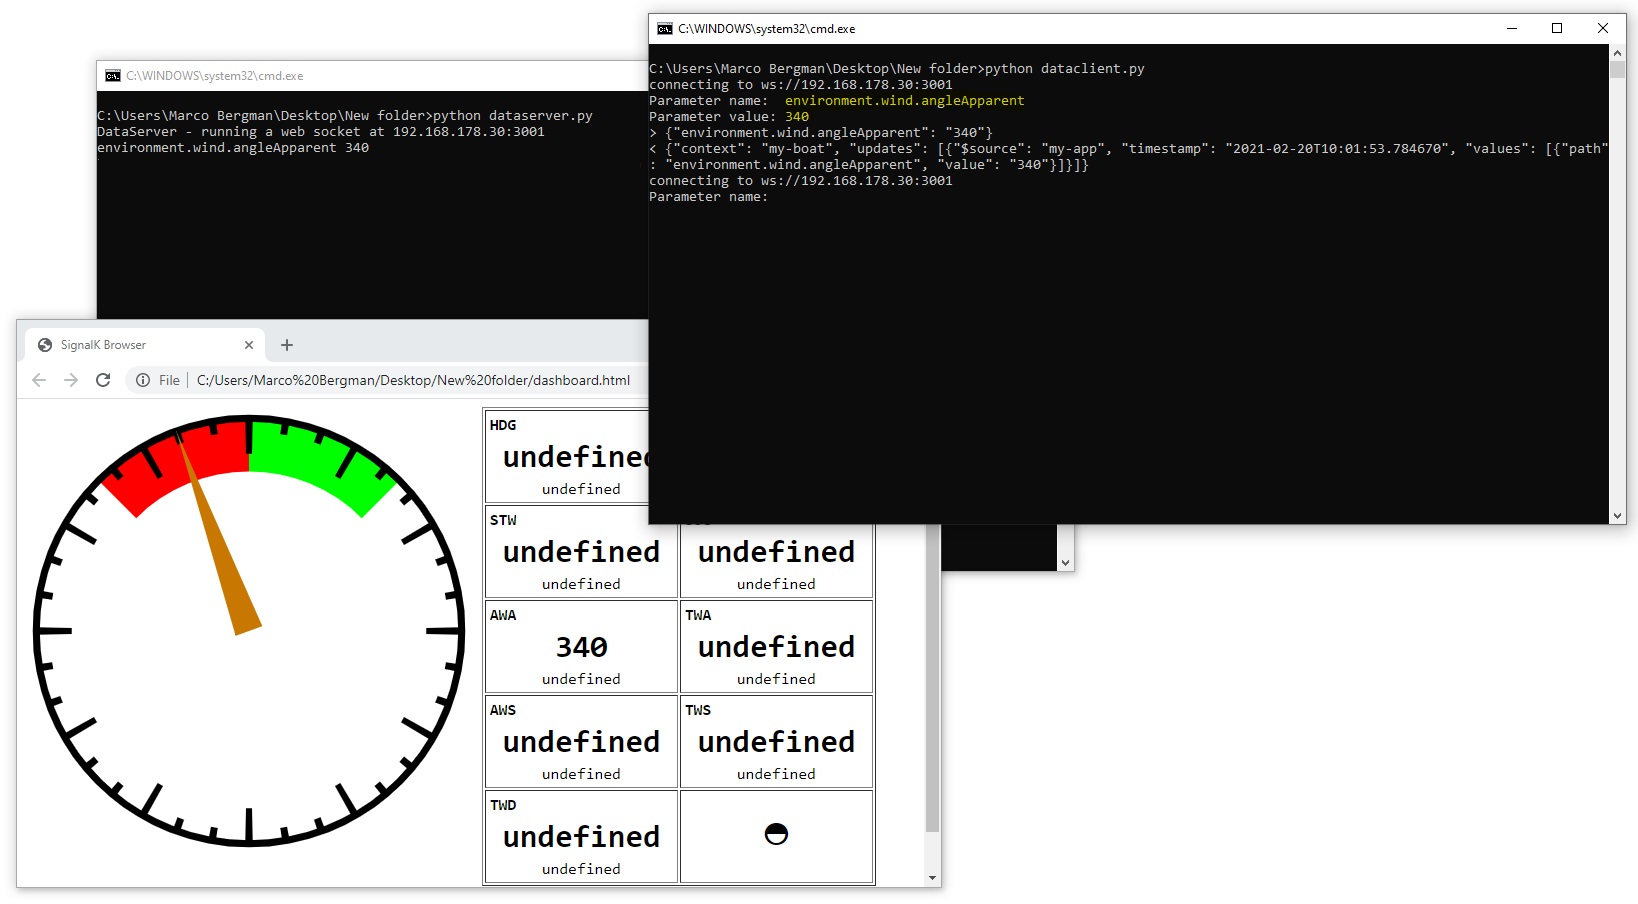 C:\WINDOWS\system32\cmd.exe
C:\Users\Marco Bergman\Desktop\New folder>python dataclient.py
connecting to ws://192.168.178.30:3001
Parameter name:  environment.wind.angleApparent
Parameter value: 340
> {"environment.wind.angleApparent": "340"}
< {"context": "my-boat", "updates": [{"$source": "my-app", "timestamp": "2021-02-20T10:01:53.784670", "values": [{"path"
: "environment.wind.angleApparent", "value": "340"}]}]}
connecting to ws://192.168.178.30:3001
Parameter name:
C:\WINDOWS\system32\cmd.exe
C:\Users\Marco Bergman\Desktop\New folder>python dataserver.py
DataServer - running a web socket at 192.168.178.30:3001
environment.wind.angleApparent 340
SignalK Browser
File | C:/Users/Marco%20Bergman/Desktop/New%20folder/dashboard.html
HDG
undefined
undefined
STW
undefined
undefined
undefined
undefined
AWA
340
undefined
TWA
undefined
undefined
AWS
undefined
undefined
TWS
undefined
undefined
TWD
undefined
undefined